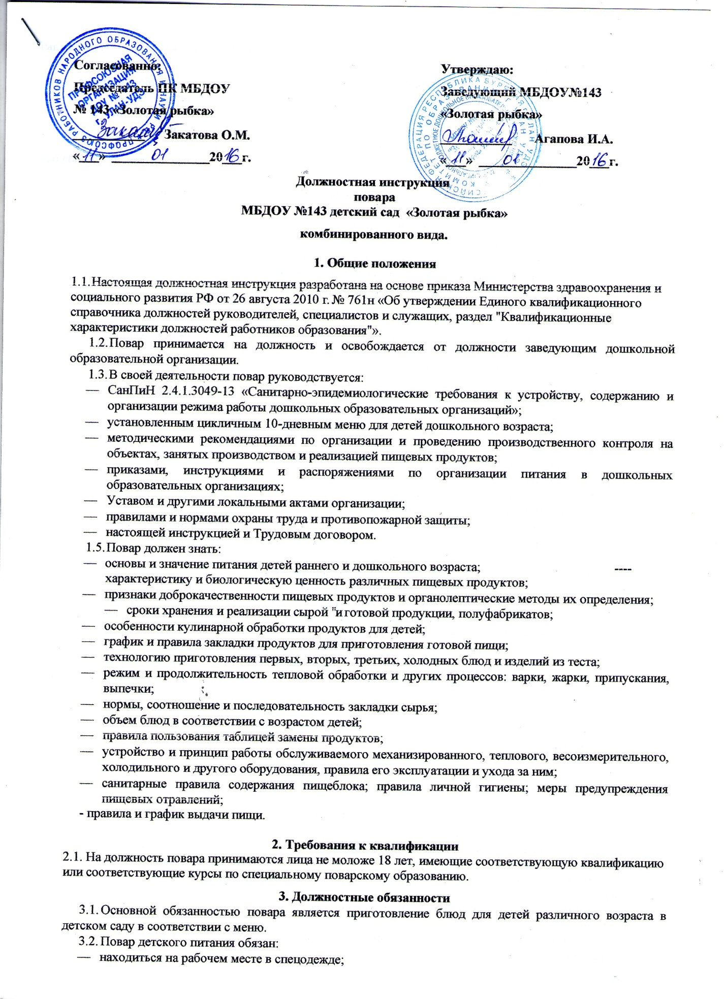 Согласованно:
Председатель ПК МБДОУ
№ 143 «Золотая рыбка»
Закатова О.М.
«11» 01 2016г.
ПРОФСОЮЗ РАБОТНИКОВ НАРОДНОГО ОБРАЗОВАНИЯ И НАУКИ РФ
ПРОФСОЮЗНАЯ
ОРГАНИЗАЦИЯ
ДОУ № 143
г. УЛАН-УДЭ
Утверждаю:
Заведующий МБДОУ№143
«Золотая рыбка»
Агапова И.А.
«11» 01 2016г.
Должностная инструкция
повара
МБДОУ №143 детский сад «Золотая рыбка»
комбинированного вида.
1. Общие положения
1.1.Настоящая должностная инструкция разработана на основе приказа Министерства здравоохранения и
социального развития РФ от 26 августа 2010 г. № 761н «Об утверждении Единого квалификационного
справочника должностей руководителей, специалистов и служащих, раздел "Квалификационные
характеристики должностей работников образования"».
1.2.Повар принимается на должность и освобождается от должности заведующим дошкольной
образовательной организации.
1.3.В своей деятельности повар руководствуется:
— СанПиН 2.4.1.3049-13 «Санитарно-эпидемиологические требования к устройству, содержанию и
организации режима работы дошкольных образовательных организаций»;
— установленным цикличным 10-дневным меню для детей дошкольного возраста;
— методическими рекомендациями по организации и проведению производственного контроля на
объектах, занятых производством и реализацией пищевых продуктов;
— приказами, инструкциями и распоряжениями по организации питания в дошкольных
образовательных организациях;
— Уставом и другими локальными актами организации;
— правилами и нормами охраны труда и противопожарной защиты;
— настоящей инструкцией и Трудовым договором.
1.5.Повар должен знать:
— основы и значение питания детей раннего и дошкольного возраста; ----
характеристику и биологическую ценность различных пищевых продуктов;
— признаки доброкачественности пищевых продуктов и органолептические методы их определения;
— сроки хранения и реализации сырой "и готовой продукции, полуфабрикатов;
— особенности кулинарной обработки продуктов для детей;
— график и правила закладки продуктов для приготовления готовой пищи;
— технологию приготовления первых, вторых, третьих, холодных блюд и изделий из теста;
— режим и продолжительность тепловой обработки и других процессов: варки, жарки, припускания,
выпечки;
— нормы, соотношение и последовательность закладки сырья;
— объем блюд в соответствии с возрастом детей;
— правила пользования таблицей замены продуктов;
— устройство и принцип работы обслуживаемого механизированного, теплового, весоизмерительного,
холодильного и другого оборудования, правила его эксплуатации и ухода за ним;
— санитарные правила содержания пищеблока; правила личной гигиены; меры предупреждения
пищевых отравлений;
- правила и график выдачи пищи.
2. Требования к квалификации
2.1. На должность повара принимаются лица не моложе 18 лет, имеющие соответствующую квалификацию
или соответствующие курсы по специальному поварскому образованию.
3. Должностные обязанности
3.1. Основной обязанностью повара является приготовление блюд для детей различного возраста в
детском саду в соответствии с меню.
3.2. Повар детского питания обязан:
— находиться на рабочем месте в спецодежде;